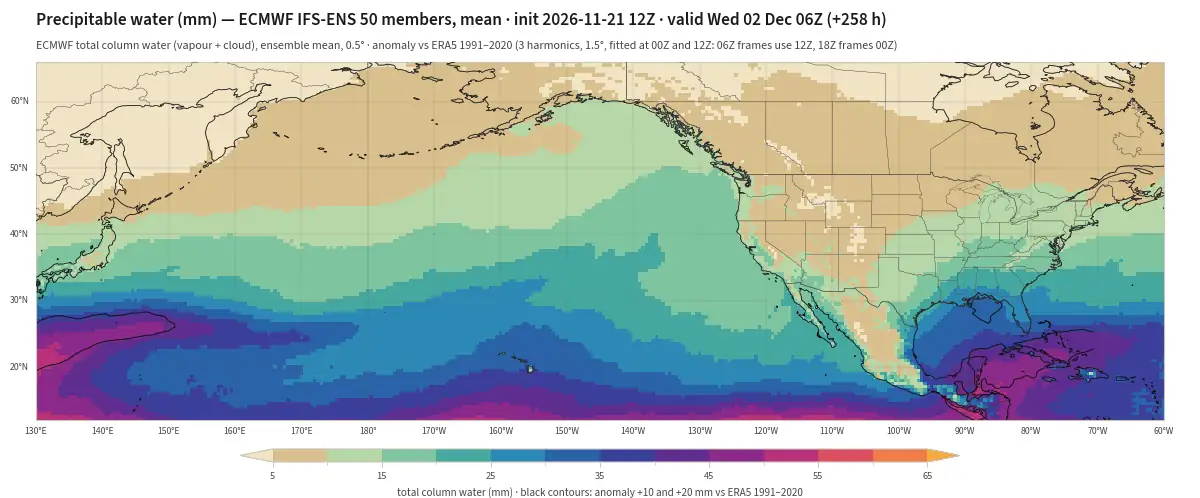 Precipitable water (mm) — ECMWF IFS-ENS 50 members, mean · init 2026-11-21 12Z · valid Wed 02 Dec 06Z (+258 h)
ECMWF total column water (vapour + cloud), ensemble mean, 0.5° · anomaly vs ERA5 1991–2020 (3 harmonics, 1.5°, fitted at 00Z and 12Z: 06Z frames use 12Z, 18Z frames 00Z)
60°N
50°N
40°N
30°N
20°N
130°E 140°E 150°E 160°E 170°E 180° 170°W 160°W 150°W 140°W 130°W 120°W 110°W 100°W 90°W 80°W 70°W 60°W
5 15 25 35 45 55 65
total column water (mm) · black contours: anomaly +10 and +20 mm vs ERA5 1991–2020